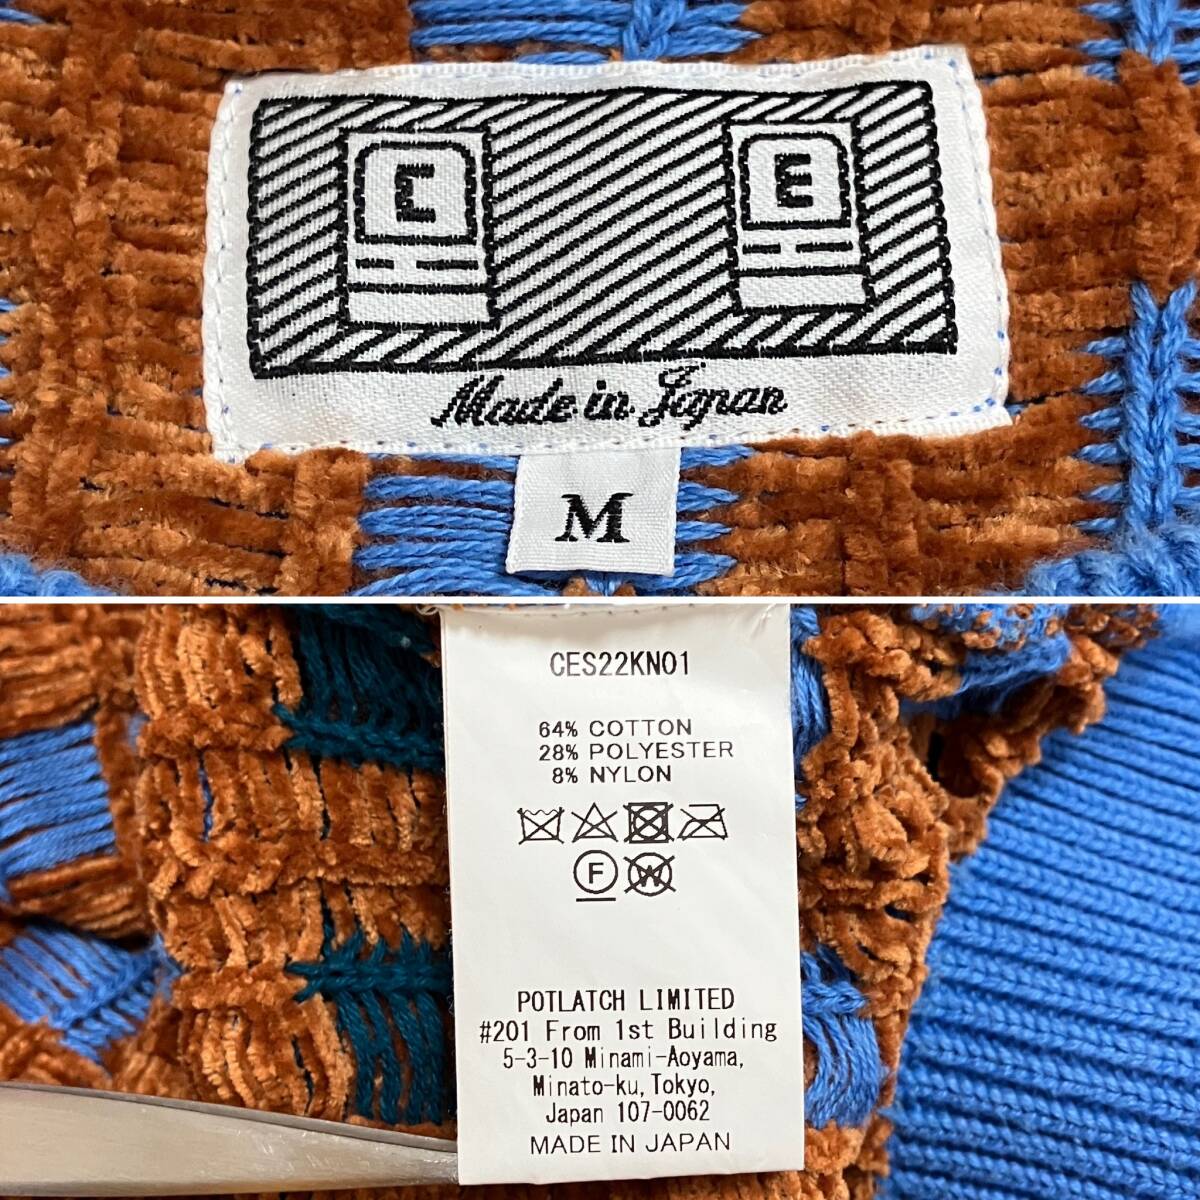 C E
Made in Japan
M
CES22KN01
64% COTTON
28% POLYESTER
8% NYLON
F W
POTLATCH LIMITED
#201 From 1st Building
5-3-10 Minami-Aoyama,
Minato-ku,Tokyo,
Japan 107-0062
MADE IN JAPAN